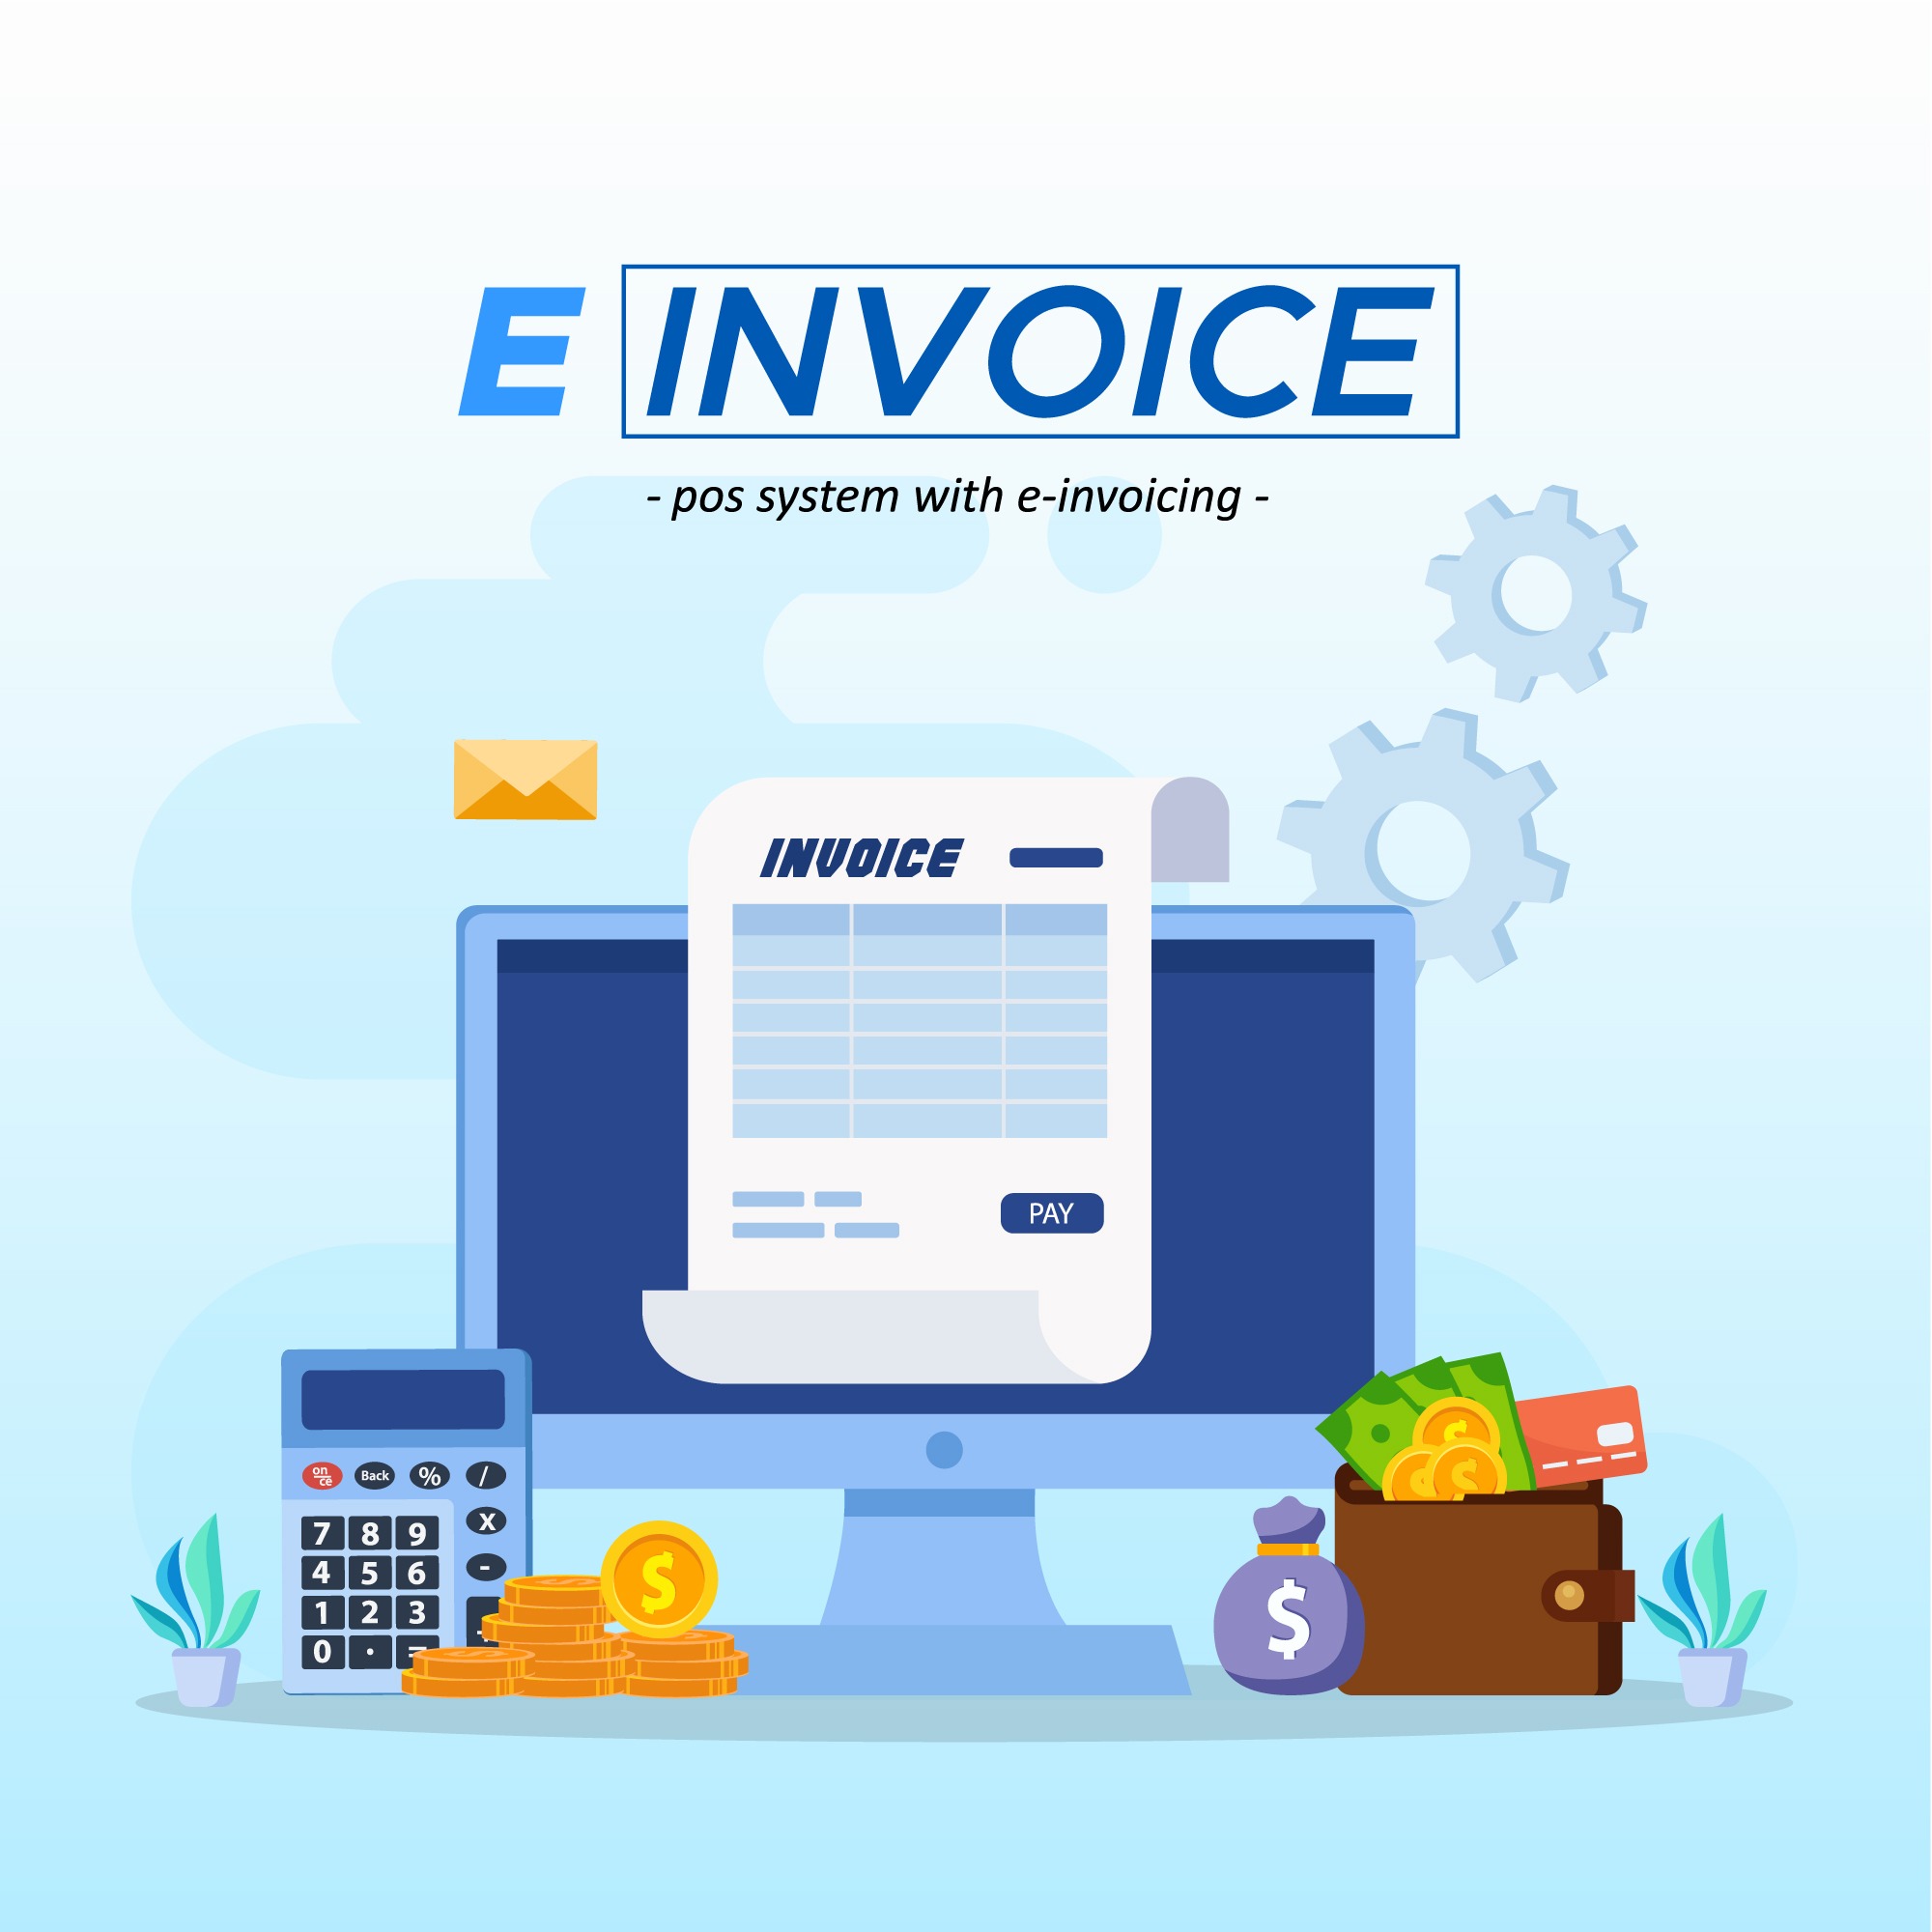 E INVOICE
- pos system with e-invoicing -
INVOICE
PAY
on
ce Back % /
7 8 9 x
4 5 6 -
1 2 3
0 · =
$
$
$ $